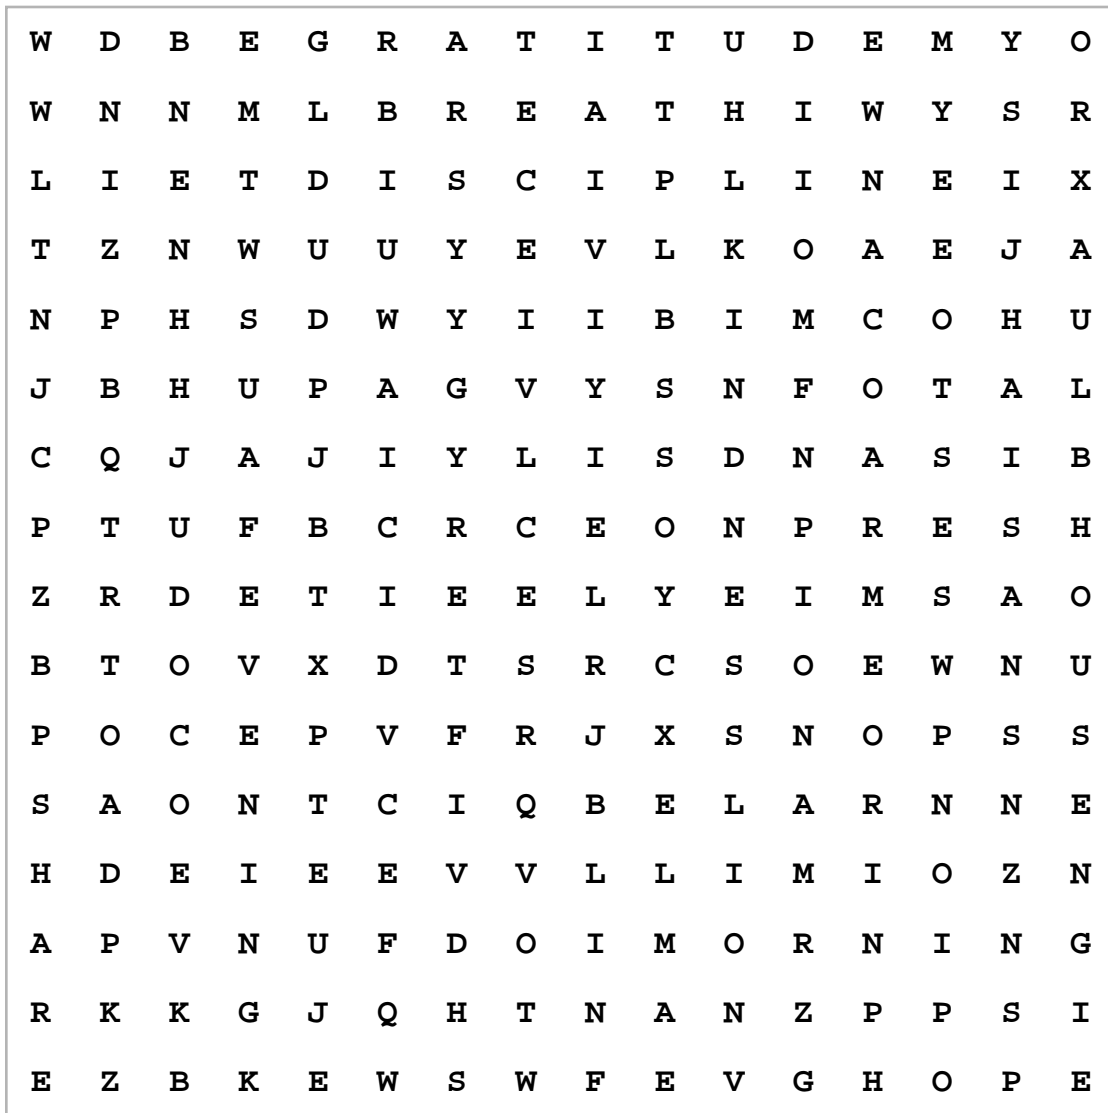 W D B E G R A T I T U D E M Y O
W N N M L B R E A T H I W Y S R
L I E T D I S C I P L I N E I X
T Z N W U U Y E V L K O A E J A
N P H S D W Y I I B I M C O H U
J B H U P A G V Y S N F O T A L
C Q J A J I Y L I S D N A S I B
P T U F B C R C E O N P R E S H
Z R D E T I E E L Y E I M S A O
B T O V X D T S R C S O E W N U
P O C E P V F R J X S N O P S S
S A O N T C I Q B E L A R N N E
H D E I E E V V L L I M I O Z N
A P V N U F D O I M O R N I N G
R K K G J Q H T N A N Z P P S I
E Z B K E W S W F E V G H O P E